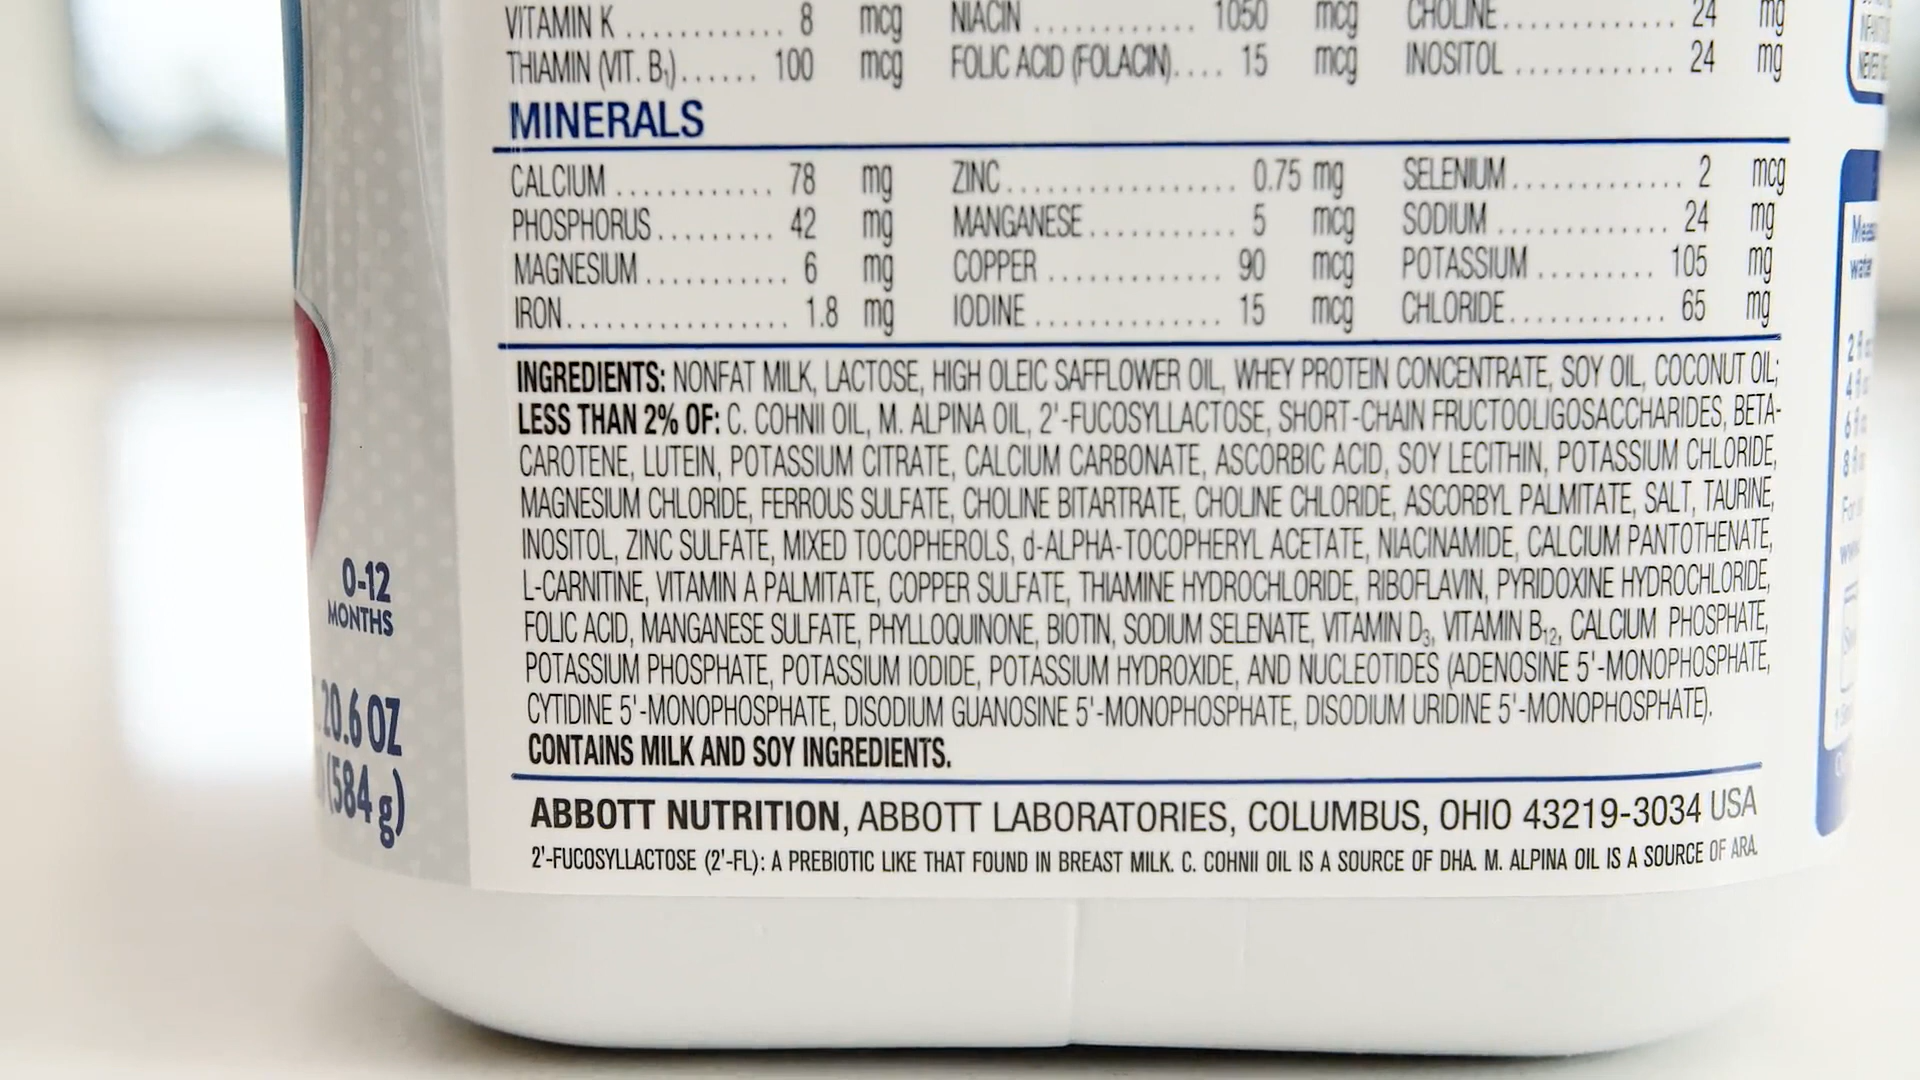 VITAMIN K ............ 8 mcg NIACIN ............ 1050 mcg CHOLINE ............ 24 mg
THIAMIN (VIT. B₁) ...... 100 mcg FOLIC ACID (FOLACIN) .... 15 mcg INOSITOL ............ 24 mg
MINERALS
CALCIUM ............ 78 mg ZINC ................ 0.75 mg SELENIUM ............ 2 mcg
PHOSPHORUS ......... 42 mg MANGANESE ........... 5 mcg SODIUM ............. 24 mg
MAGNESIUM ........... 6 mg COPPER ............. 90 mcg POTASSIUM ......... 105 mg
IRON ................ 1.8 mg IODINE .............. 15 mcg CHLORIDE ............ 65 mg
INGREDIENTS: NONFAT MILK, LACTOSE, HIGH OLEIC SAFFLOWER OIL, WHEY PROTEIN CONCENTRATE, SOY OIL, COCONUT OIL;
LESS THAN 2% OF: C. COHNII OIL, M. ALPINA OIL, 2'-FUCOSYLLACTOSE, SHORT-CHAIN FRUCTOOLIGOSACCHARIDES, BETA-
CAROTENE, LUTEIN, POTASSIUM CITRATE, CALCIUM CARBONATE, ASCORBIC ACID, SOY LECITHIN, POTASSIUM CHLORIDE,
MAGNESIUM CHLORIDE, FERROUS SULFATE, CHOLINE BITARTRATE, CHOLINE CHLORIDE, ASCORBYL PALMITATE, SALT, TAURINE,
INOSITOL, ZINC SULFATE, MIXED TOCOPHEROLS, d-ALPHA-TOCOPHERYL ACETATE, NIACINAMIDE, CALCIUM PANTOTHENATE,
L-CARNITINE, VITAMIN A PALMITATE, COPPER SULFATE, THIAMINE HYDROCHLORIDE, RIBOFLAVIN, PYRIDOXINE HYDROCHLORIDE,
FOLIC ACID, MANGANESE SULFATE, PHYLLOQUINONE, BIOTIN, SODIUM SELENATE, VITAMIN D₃, VITAMIN B₁₂, CALCIUM PHOSPHATE,
POTASSIUM PHOSPHATE, POTASSIUM IODIDE, POTASSIUM HYDROXIDE, AND NUCLEOTIDES (ADENOSINE 5'-MONOPHOSPHATE,
CYTIDINE 5'-MONOPHOSPHATE, DISODIUM GUANOSINE 5'-MONOPHOSPHATE, DISODIUM URIDINE 5'-MONOPHOSPHATE).
CONTAINS MILK AND SOY INGREDIENTS.
ABBOTT NUTRITION, ABBOTT LABORATORIES, COLUMBUS, OHIO 43219-3034 USA
2'-FUCOSYLLACTOSE (2'-FL): A PREBIOTIC LIKE THAT FOUND IN BREAST MILK. C. COHNII OIL IS A SOURCE OF DHA. M. ALPINA OIL IS A SOURCE OF ARA.
0-12
MONTHS
20.6 OZ
(584 g)
water
2 fl
4 fl
6 fl
8 fl
For